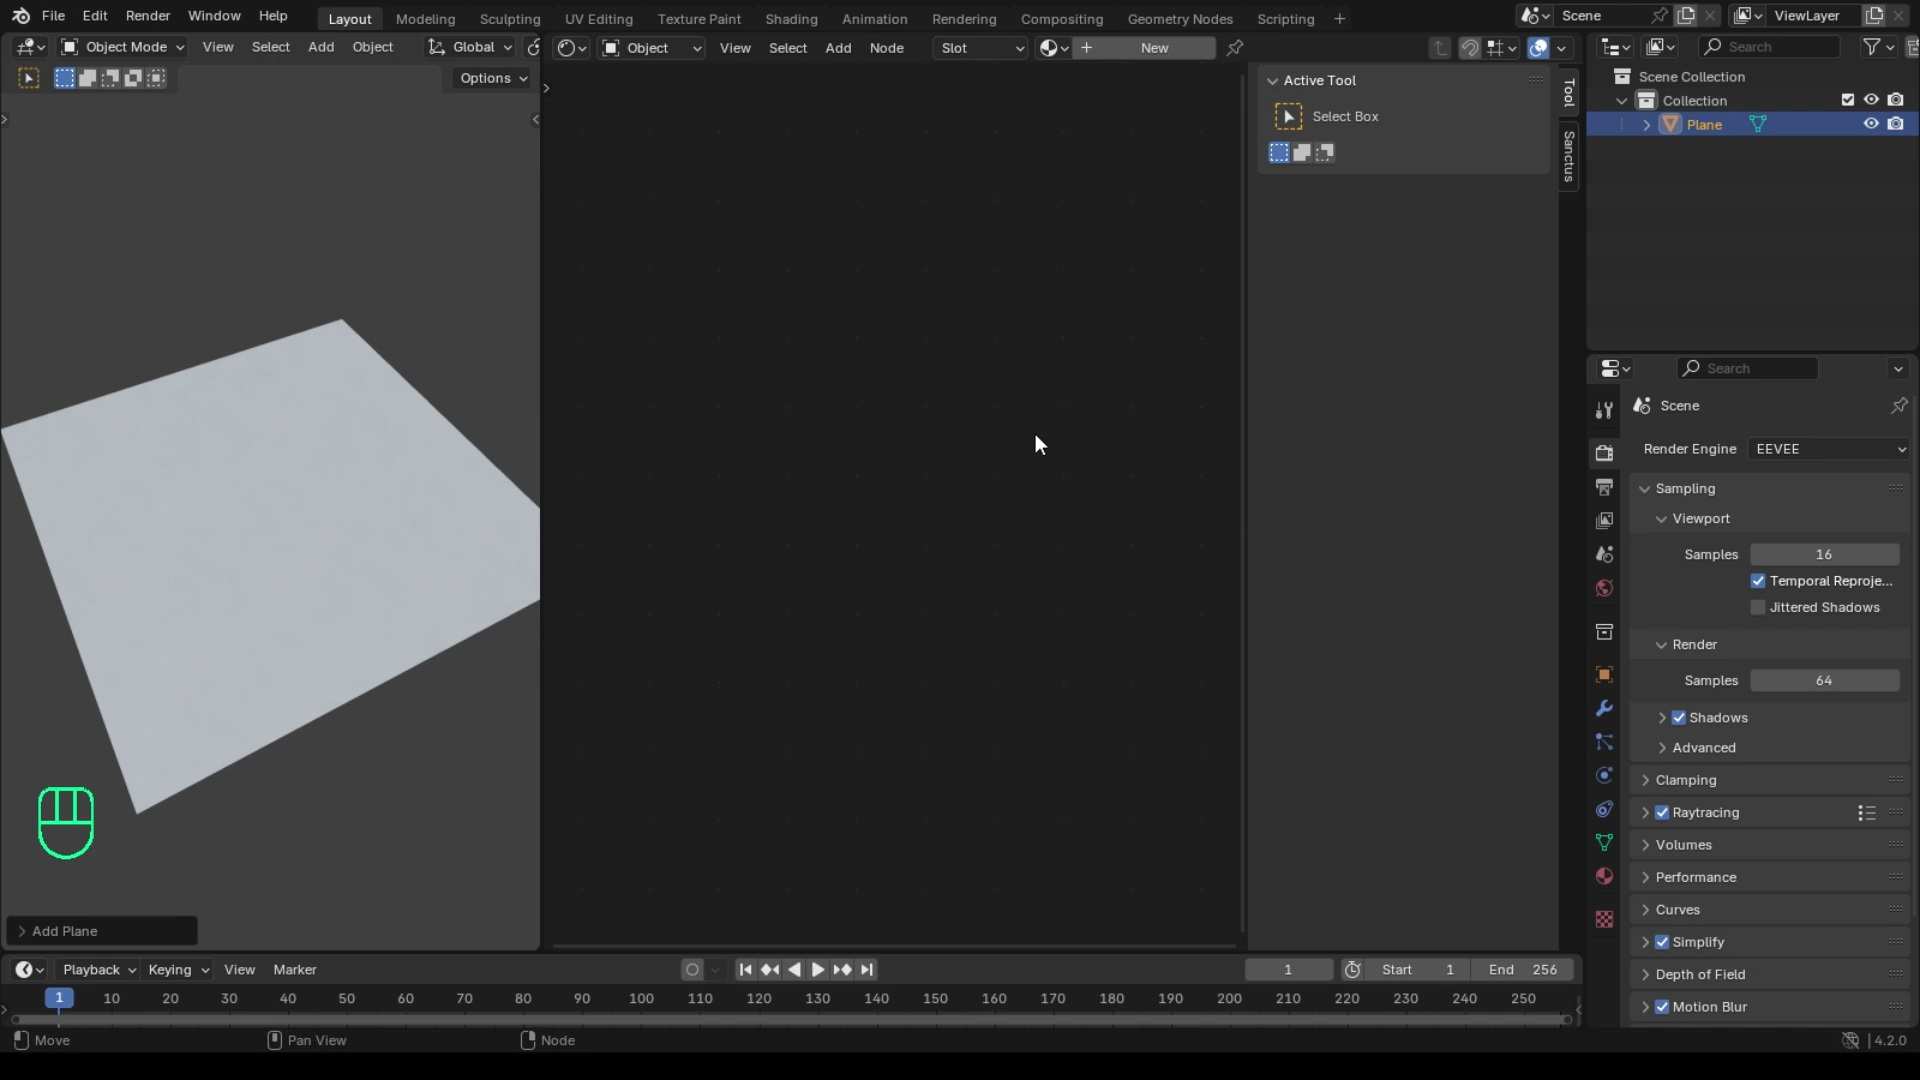 File Edit Render Window Help Layout Modeling Sculpting UV Editing Texture Paint Shading Animation Rendering Compositing Geometry Nodes Scripting + Scene ViewLayer
Object Mode View Select Add Object Global Object View Select Add Node Slot + New Search
Options
Active Tool
Select Box
Tool
Sanctus
Scene Collection
Collection
Plane
Search
Scene
Render Engine EEVEE
Sampling
Viewport
Samples 16
Temporal Reproje...
Jittered Shadows
Render
Samples 64
Shadows
Advanced
Clamping
Raytracing
Volumes
Performance
Curves
Simplify
Depth of Field
Motion Blur
Add Plane
Playback Keying View Marker 1 Start 1 End 256
1 10 20 30 40 50 60 70 80 90 100 110 120 130 140 150 160 170 180 190 200 210 220 230 240 250
Move Pan View Node 4.2.0